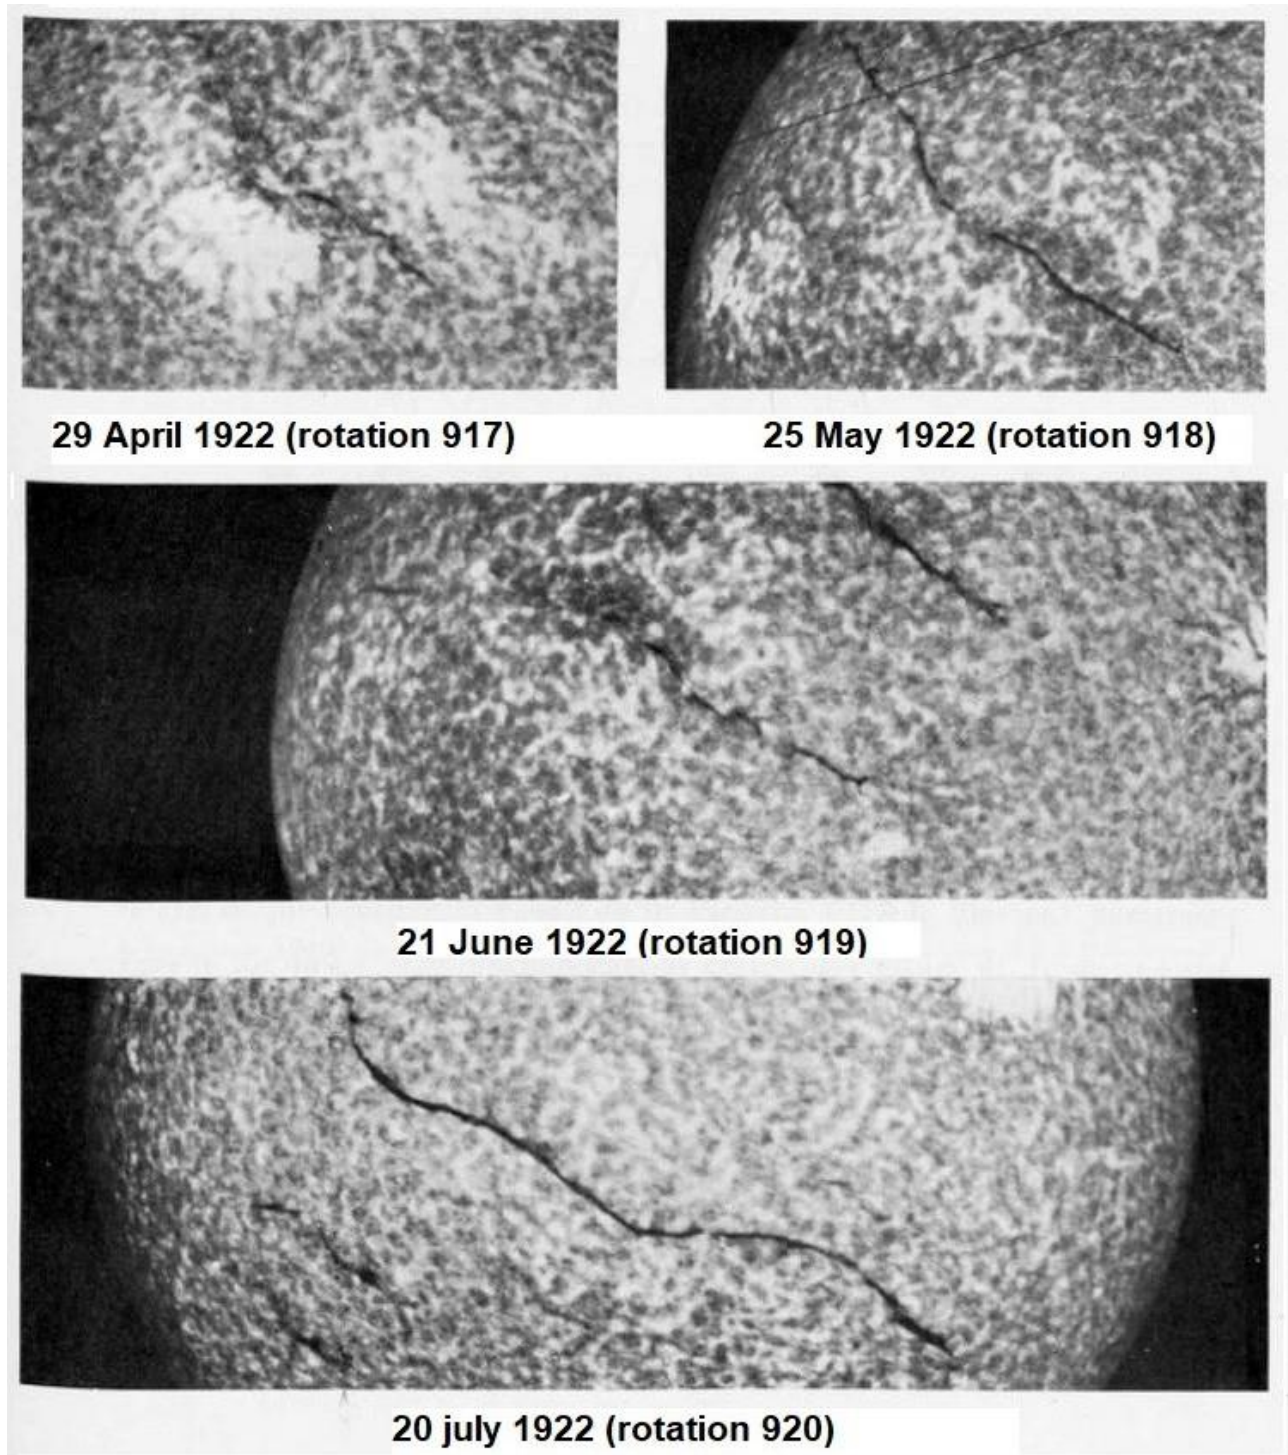 29 April 1922 (rotation 917)
25 May 1922 (rotation 918)
21 June 1922 (rotation 919)
20 july 1922 (rotation 920)